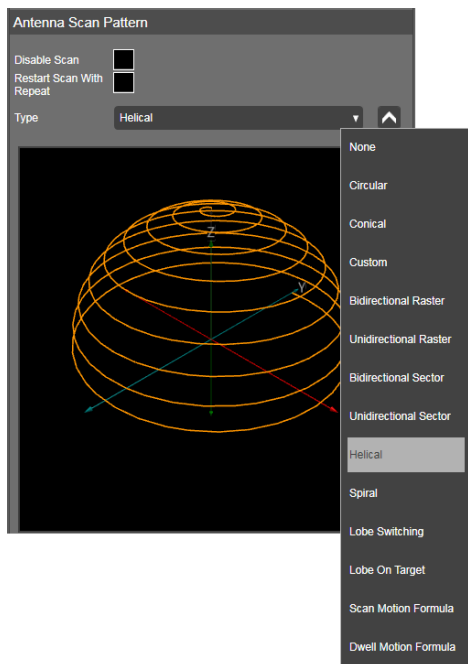 Antenna Scan Pattern
Disable Scan
Restart Scan With
Repeat
Type
Helical
None
Circular
Conical
Custom
Bidirectional Raster
Unidirectional Raster
Bidirectional Sector
Unidirectional Sector
Helical
Spiral
Lobe Switching
Lobe On Target
Scan Motion Formula
Dwell Motion Formula
Z
Y